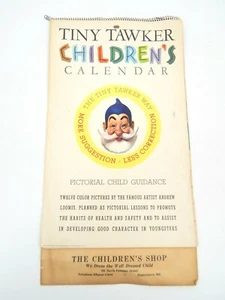 TINY TAWKER
CHILDREN'S
CALENDAR
THE TINY TAWKER WAY
MORE SUGGESTION - LESS CORRECTION
PICTORIAL CHILD GUIDANCE
TWELVE COLOR PICTURES BY THE FAMOUS ARTIST ANDREW
LOOMIS, PLANNED AS PICTORIAL LESSONS TO PROMOTE
THE HABITS OF HEALTH AND SAFETY AND TO ASSIST
IN DEVELOPING GOOD CHARACTER IN YOUNGSTERS
THE CHILDREN'S SHOP
We Dress the Well Dressed Child